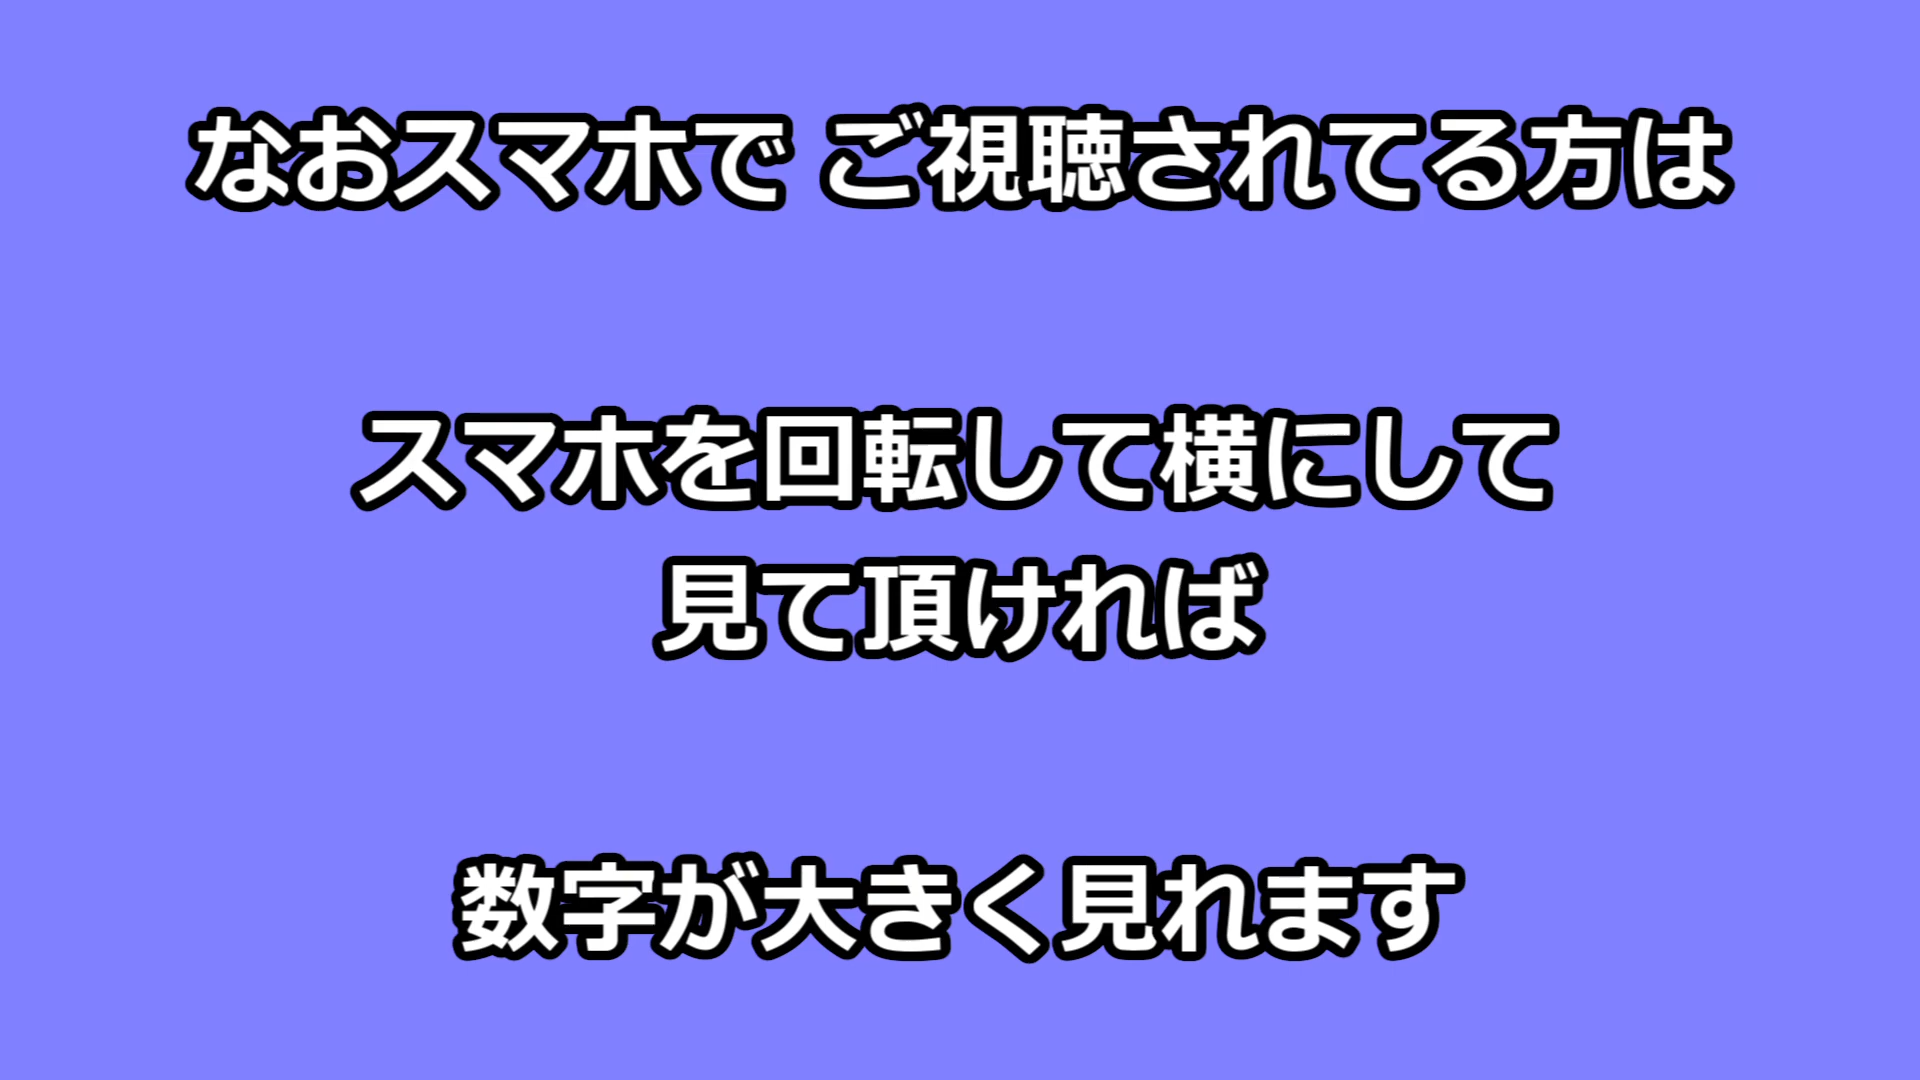 なおスマホで ご視聴されてる方は
スマホを回転して横にして
見て頂ければ
数字が大きく見れます